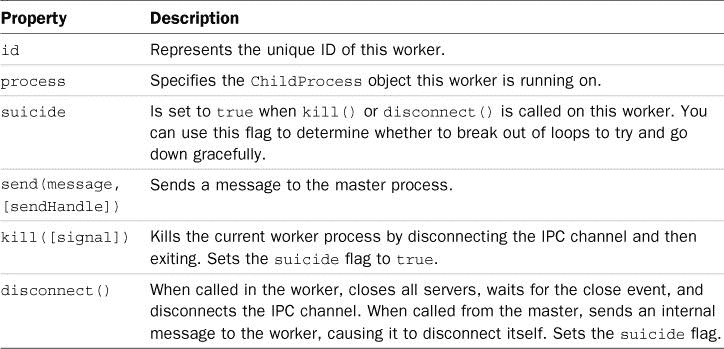 Property Description
id Represents the unique ID of this worker.
process Specifies the ChildProcess object this worker is running on.
suicide Is set to true when kill() or disconnect() is called on this worker. You
can use this flag to determine whether to break out of loops to try and go
down gracefully.
send(message, Sends a message to the master process.
[sendHandle])
kill([signal]) Kills the current worker process by disconnecting the IPC channel and then
exiting. Sets the suicide flag to true.
disconnect() When called in the worker, closes all servers, waits for the close event, and
disconnects the IPC channel. When called from the master, sends an internal
message to the worker, causing it to disconnect itself. Sets the suicide flag.